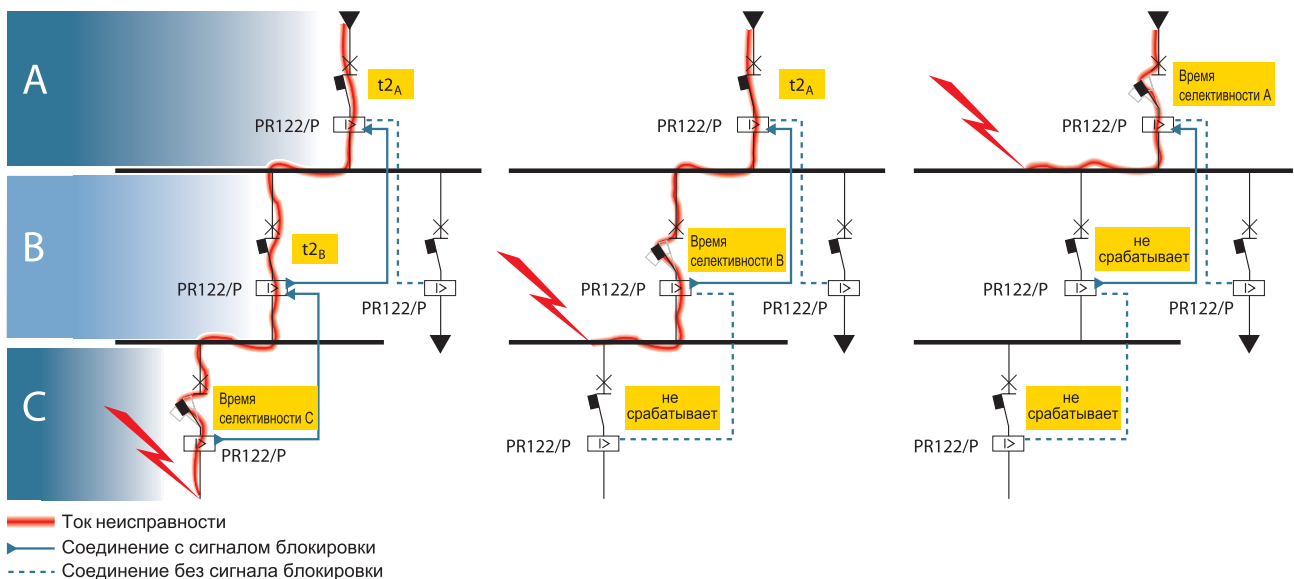 A
t2A
t2A
Время
селективности A
PR122/P
PR122/P
PR122/P
B
t2B
Время
селективности B
не
срабатывает
PR122/P
PR122/P
PR122/P
PR122/P
PR122/P
PR122/P
C
Время
селективности C
не
срабатывает
не
срабатывает
PR122/P
PR122/P
PR122/P
Ток неисправности
Соединение с сигналом блокировки
Соединение без сигнала блокировки